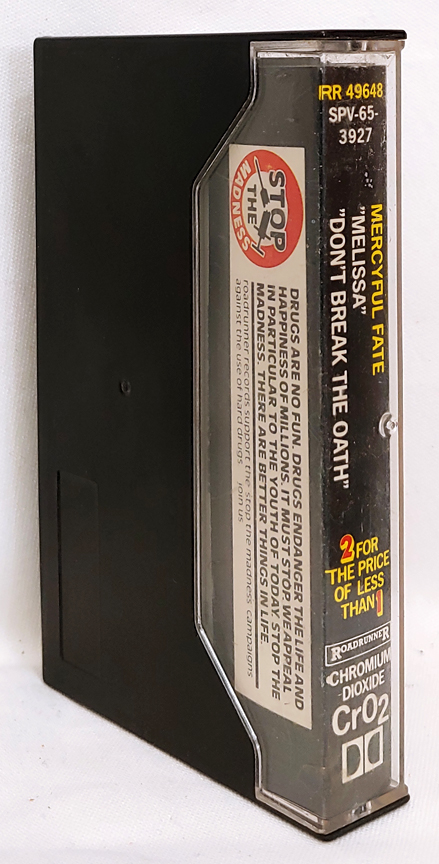 RR 49648
SPV-65-
3927
MERCYFUL FATE
"MELISSA"
"DON'T BREAK THE OATH"
2 FOR
THE PRICE
OF LESS
THAN 1
ROADRUNNER
CHROMIUM
-DIOXIDE
CrO2
STOP
THE
MADNESS
DRUGS ARE NO FUN. DRUGS ENDANGER THE LIFE AND
HAPPINESS OF MILLIONS. IT MUST STOP. WE APPEAL
IN PARTICULAR TO THE YOUTH OF TODAY. STOP THE
MADNESS. THERE ARE BETTER THINGS IN LIFE.
roadrunner records support the stop the madness campaigns
against the use of hard drugs join us